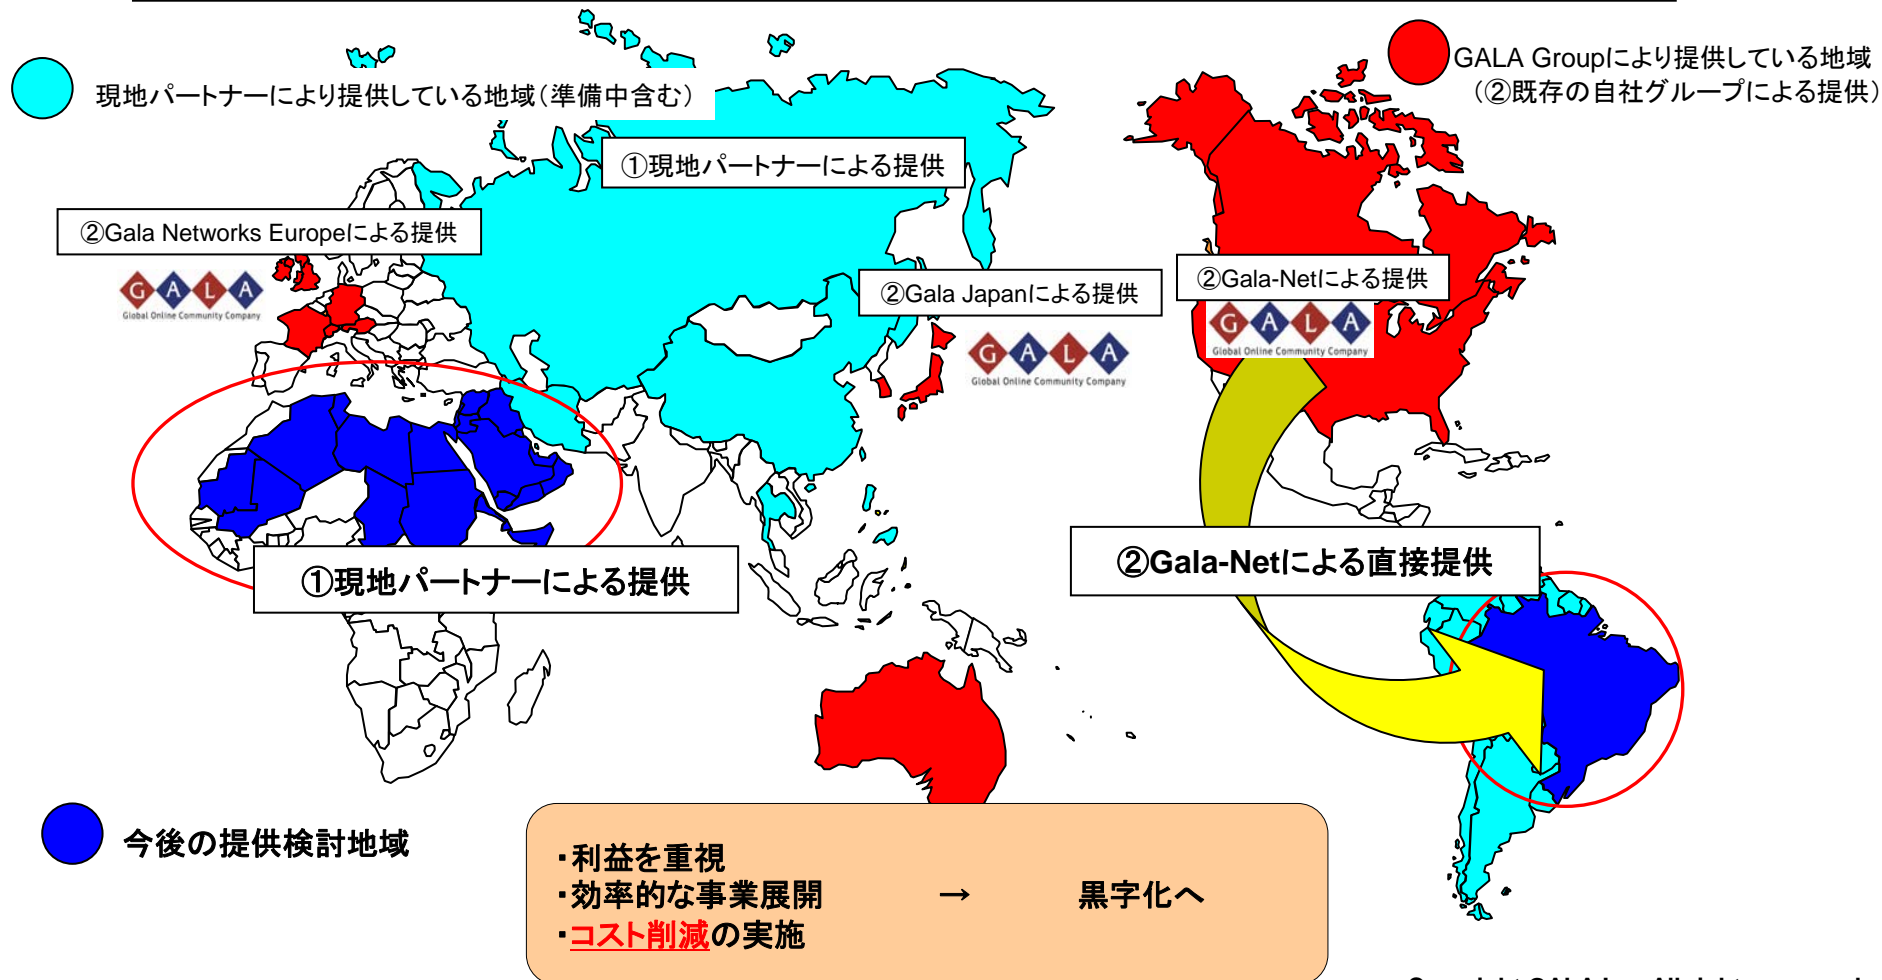 GALA Groupにより提供している地域
（②既存の自社グループによる提供）
現地パートナーにより提供している地域（準備中含む）
①現地パートナーによる提供
②Gala Networks Europeによる提供
GALA
Global Online Community Company
②Gala Japanによる提供
GALA
Global Online Community Company
②Gala-Netによる提供
GALA
Global Online Community Company
①現地パートナーによる提供
②Gala-Netによる直接提供
今後の提供検討地域
・利益を重視
・効率的な事業展開　→　黒字化へ
・コスト削減の実施